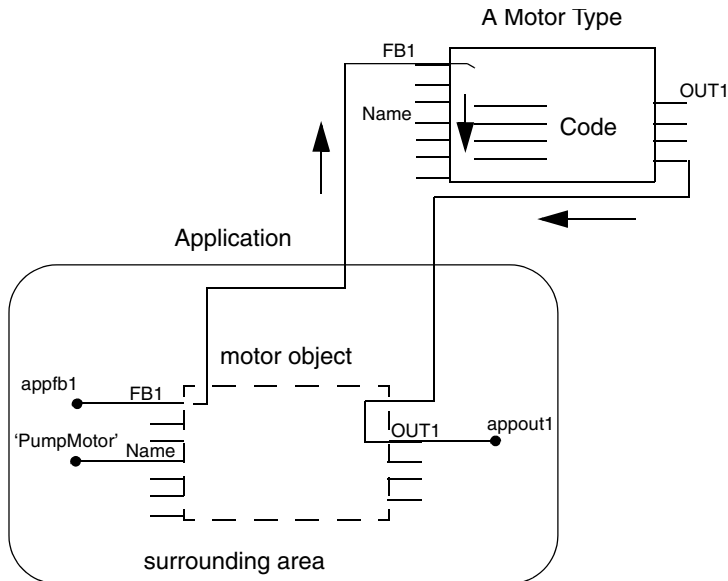 A Motor Type
FB1
OUT1
Name
Code
Application
motor object
appfb1
FB1
'PumpMotor'
Name
OUT1
appout1
surrounding area